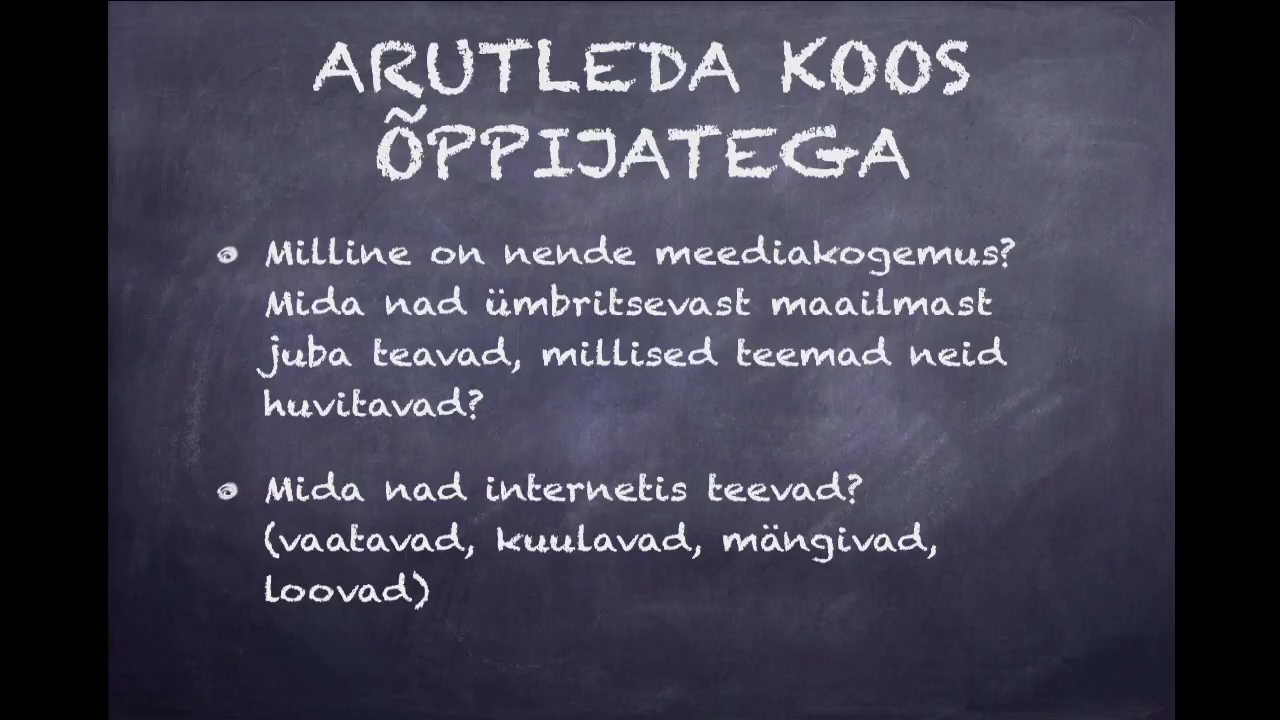 ARUTLEDA KOOS
ÕPPIJATEGA
Milline on nende meediakogemus?
Mida nad ümbritsevast maailmast
juba teavad, millised teemad neid
huvitavad?
Mida nad internetis teevad?
(vaatavad, kuulavad, mängivad,
loovad)